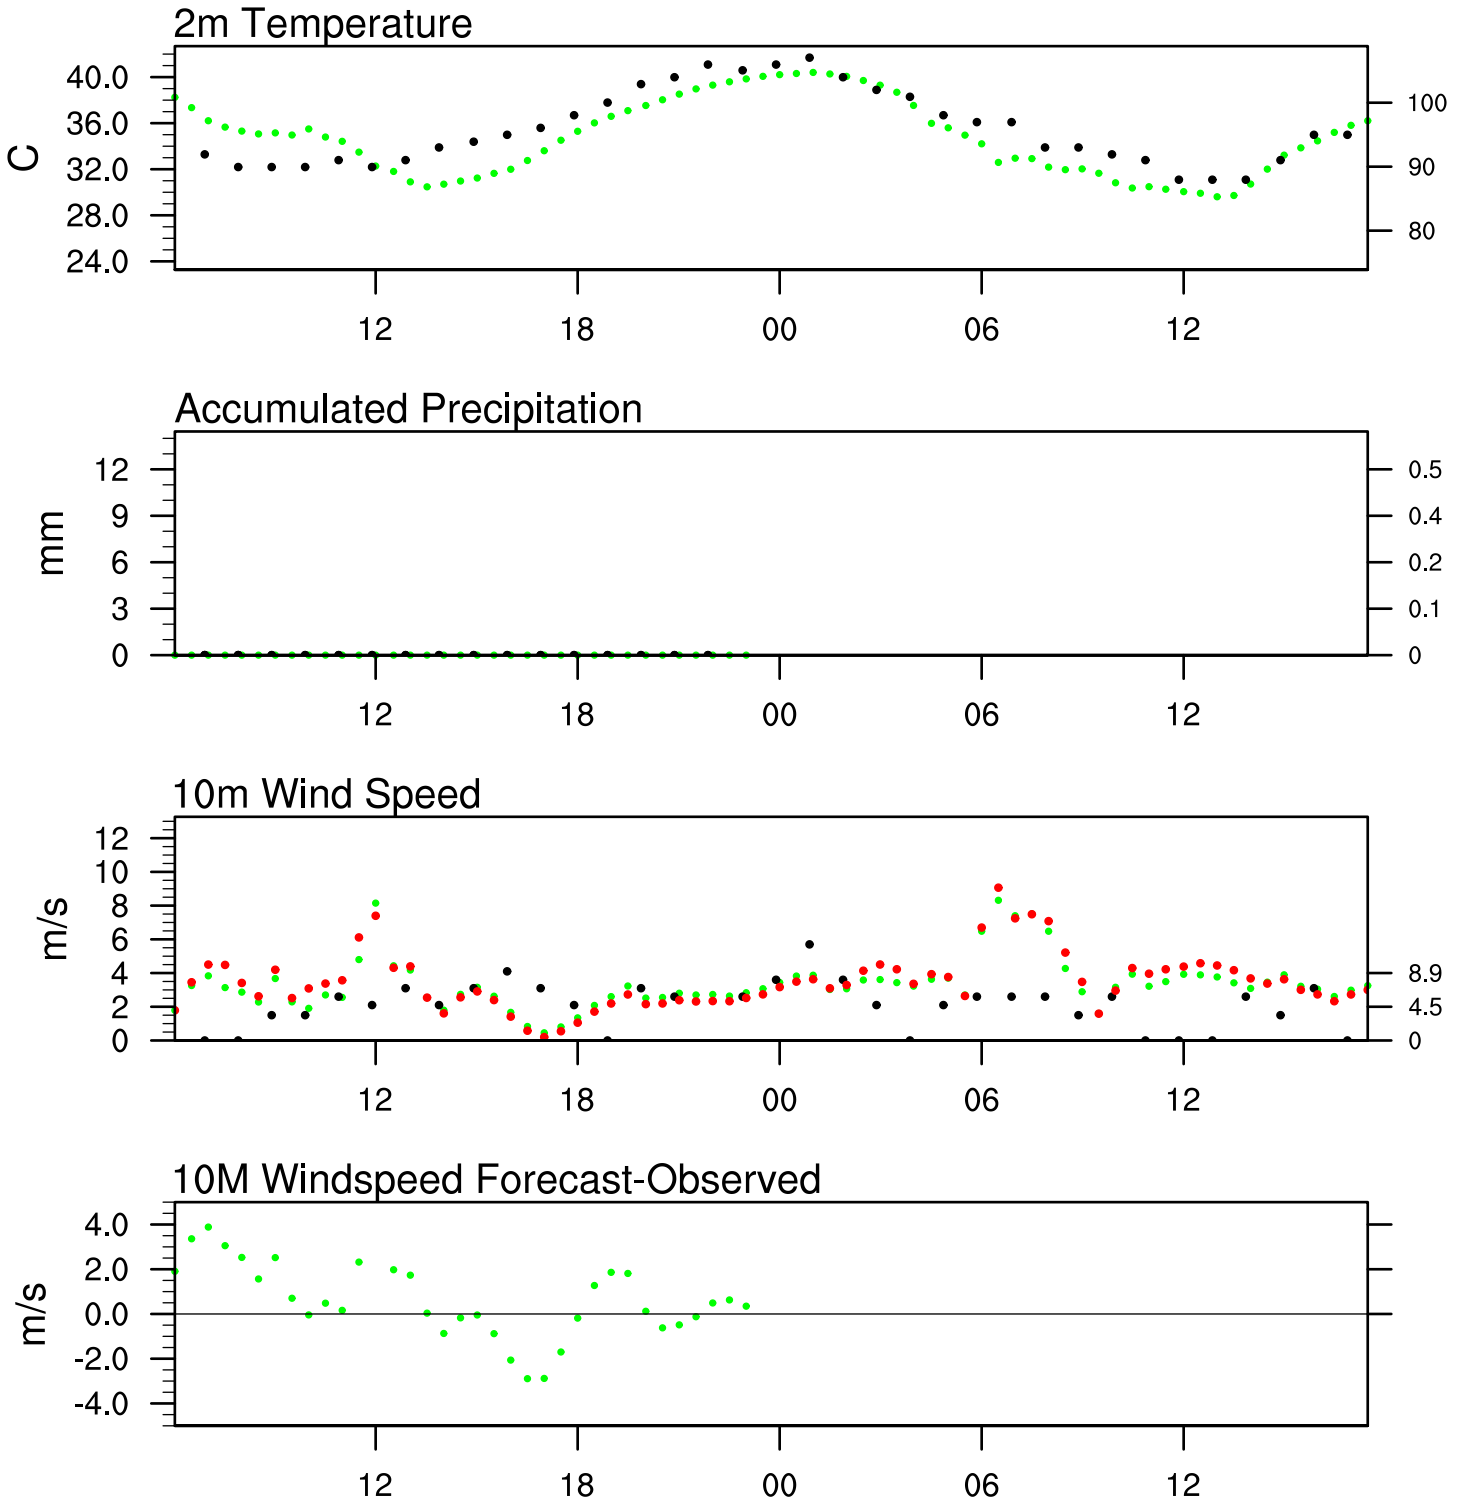 2m Temperature
C
40.0
36.0
32.0
28.0
24.0
100
90
80
12 18 00 06 12
Accumulated Precipitation
mm
12
9
6
3
0
0.5
0.4
0.2
0.1
0
12 18 00 06 12
10m Wind Speed
m/s
12
10
8
6
4
2
0
8.9
4.5
0
12 18 00 06 12
10M Windspeed Forecast-Observed
m/s
4.0
2.0
0.0
-2.0
-4.0
12 18 00 06 12